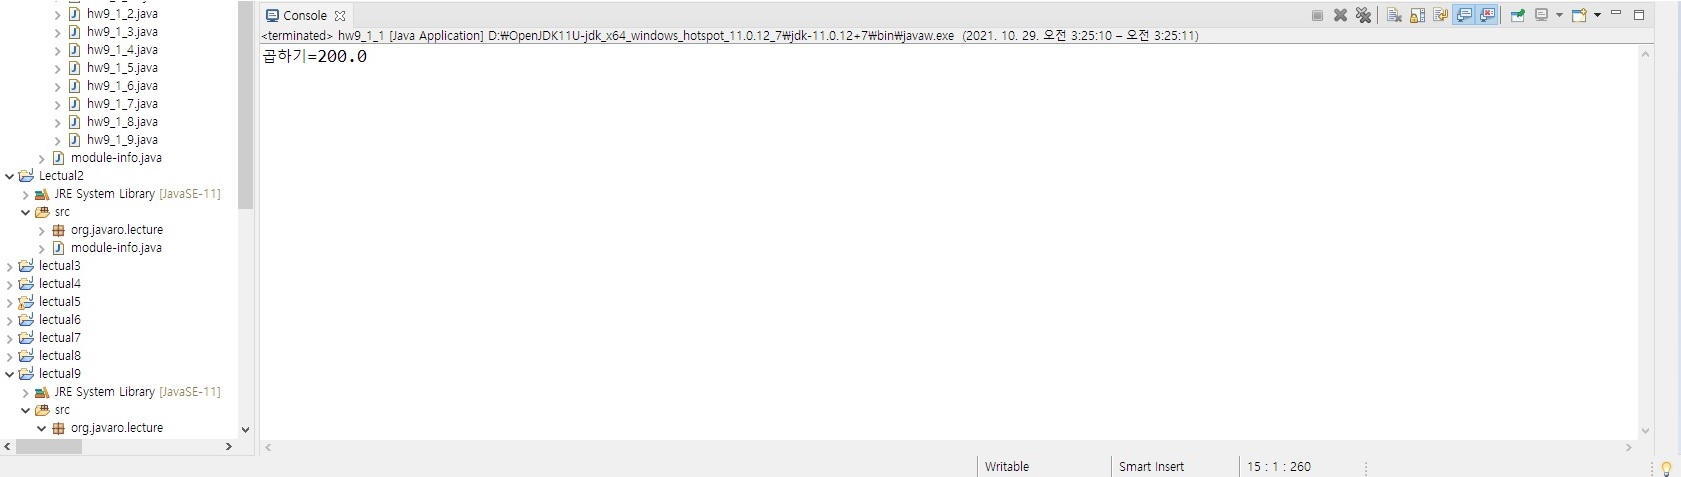 hw9_1_2.java
hw9_1_3.java
hw9_1_4.java
hw9_1_5.java
hw9_1_6.java
hw9_1_7.java
hw9_1_8.java
hw9_1_9.java
module-info.java
Lectual2
JRE System Library [JavaSE-11]
src
org.javaro.lecture
module-info.java
lectual3
lectual4
lectual5
lectual6
lectual7
lectual8
lectual9
JRE System Library [JavaSE-11]
src
org.javaro.lecture
Console
<terminated> hw9_1_1 [Java Application] D:₩OpenJDK11U-jdk_x64_windows_hotspot_11.0.12_7₩jdk-11.0.12+7₩bin₩javaw.exe (2021. 10. 29. 오전 3:25:10 – 오전 3:25:11)
곱하기=200.0
Writable
Smart Insert
15 : 1 : 260